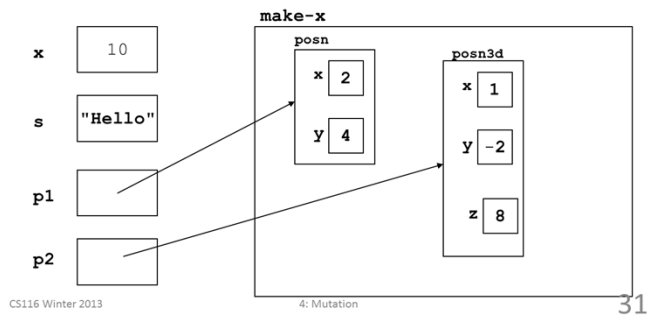 make-x
x
10
s
"Hello"
p1
p2
posn
x
2
y
4
posn3d
x
1
y
-2
z
8
CS116 Winter 2013
4: Mutation
31